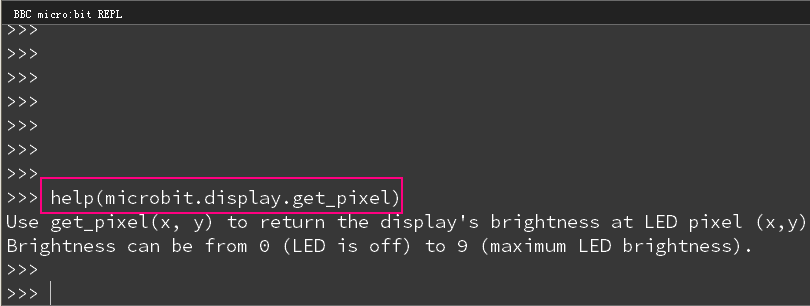 BBC micro:bit REPL
>>>
>>>
>>>
>>>
>>>
>>>
>>>
>>> help(microbit.display.get_pixel)
Use get_pixel(x, y) to return the display's brightness at LED pixel (x,y)
Brightness can be from 0 (LED is off) to 9 (maximum LED brightness).
>>>
>>>